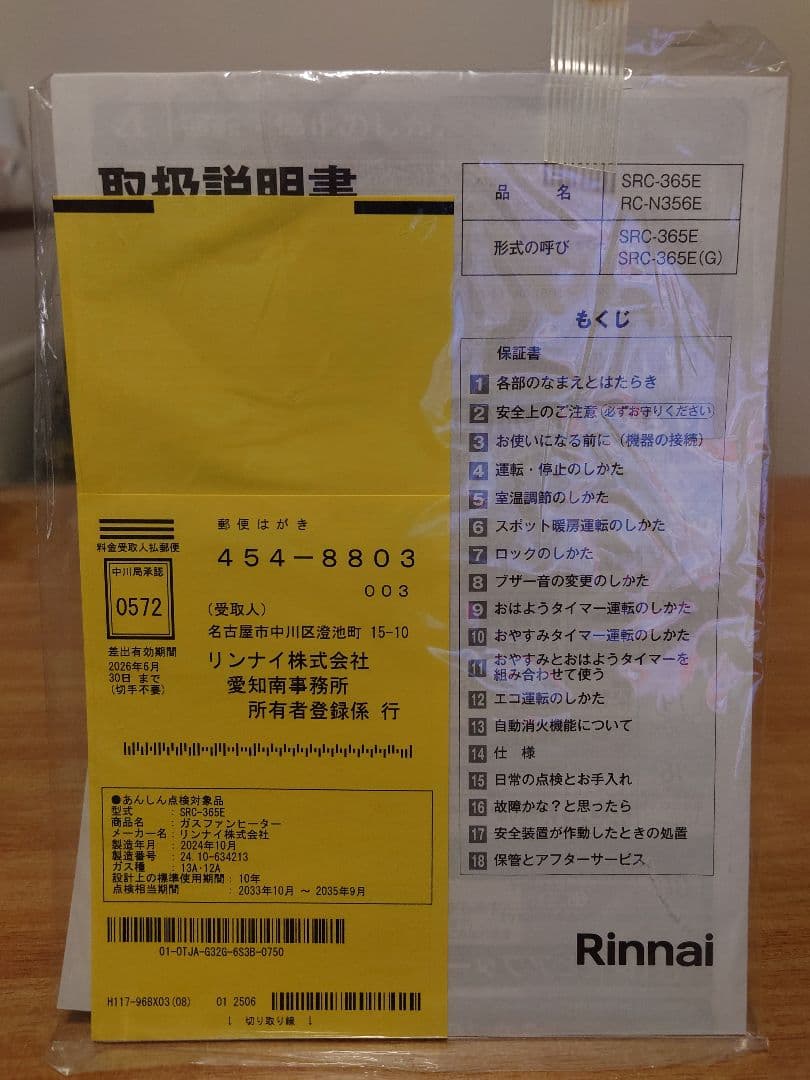 取扱説明書
品 名
SRC-365E
RC-N356E
形式の呼び
SRC-365E
SRC-365E(G)
もくじ
保証書
1 各部のなまえとはたらき
2 安全上のご注意 必ずお守りください
3 お使いになる前に(機器の接続)
4 運転・停止のしかた
5 室温調節のしかた
6 スポット暖房運転のしかた
7 ロックのしかた
8 ブザー音の変更のしかた
9 おはようタイマー運転のしかた
10 おやすみタイマー運転のしかた
11 おやすみとおはようタイマーを
組み合わせて使う
12 エコ運転のしかた
13 自動消火機能について
14 仕 様
15 日常の点検とお手入れ
16 故障かな?と思ったら
17 安全装置が作動したときの処置
18 保管とアフターサービス
Rinnai
料金受取人払郵便
中川局承認
0572
差出有効期間
2026年6月
30日 まで
(切手不要)
郵便はがき
454-8803
003
(受取人)
名古屋市中川区澄池町 15-10
リンナイ株式会社
愛知南事務所
所有者登録係 行
●あんしん点検対象品
型式 : SRC-365E
商品名 : ガスファンヒーター
メーカー名 : リンナイ株式会社
製造年月 : 2024年10月
製造番号 : 24.10-634213
ガス種 : 13A・12A
設計上の標準使用期間 : 10年
点検相当期間 : 2033年10月 ~ 2035年9月
01-0TJA-G32G-6S3B-0750
H117-968X03(08) 01 2506
↓ 切り取り線 ↓